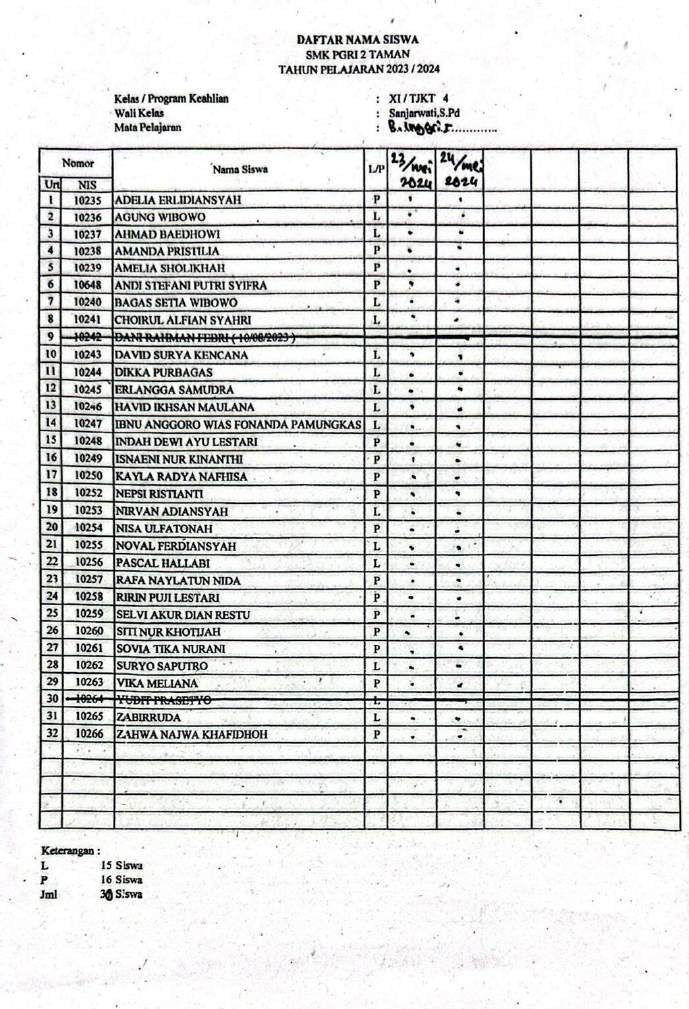 DAFTAR NAMA SISWA
SMK PGRI 2 TAMAN
TAHUN PELAJARAN 2023 / 2024
Kelas / Program Keahlian : XI / TJKT 4
Wali Kelas : Sanjarwati,S.Pd
Mata Pelajaran : B.Inggris............
Nomor Nama Siswa L/P 23/mei 2024 24/mei 2024
Urt NIS
1 10235 ADELIA ERLIDIANSYAH P
2 10236 AGUNG WIBOWO L
3 10237 AHMAD BAEDHOWI L
4 10238 AMANDA PRISTILIA P
5 10239 AMELIA SHOLIKHAH P
6 10648 ANDI STEFANI PUTRI SYIFRA P
7 10240 BAGAS SETIA WIBOWO L
8 10241 CHOIRUL ALFIAN SYAHRI L
9 10242 DANI RAHMAN FEBRI ( 10/08/2023 )
10 10243 DAVID SURYA KENCANA L
11 10244 DIKKA PURBAGAS L
12 10245 ERLANGGA SAMUDRA L
13 10246 HAVID IKHSAN MAULANA L
14 10247 IBNU ANGGORO WIAS FONANDA PAMUNGKAS L
15 10248 INDAH DEWI AYU LESTARI P
16 10249 ISNAENI NUR KINANTHI P
17 10250 KAYLA RADYA NAFHISA P
18 10252 NEPSI RISTIANTI P
19 10253 NIRVAN ADIANSYAH L
20 10254 NISA ULFATONAH P
21 10255 NOVAL FERDIANSYAH L
22 10256 PASCAL HALLABI L
23 10257 RAFA NAYLATUN NIDA P
24 10258 RIRIN PUJI LESTARI P
25 10259 SELVI AKUR DIAN RESTU P
26 10260 SITI NUR KHOTIJAH P
27 10261 SOVIA TIKA NURANI P
28 10262 SURYO SAPUTRO L
29 10263 VIKA MELIANA P
30 10264 YUDIT PRASETYO L
31 10265 ZABIRRUDA L
32 10266 ZAHWA NAJWA KHAFIDHOH P
Keterangan :
L 15 Siswa
P 16 Siswa
Jml 30 Siswa